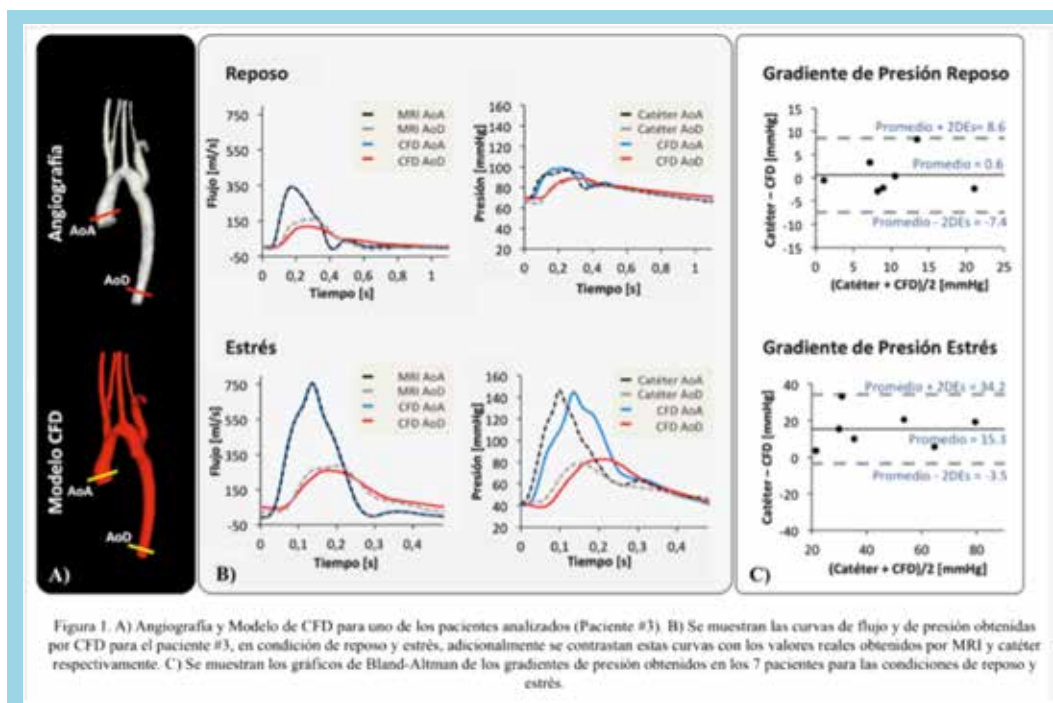 Angiografía
AoA
AoD
Modelo CFD
AoA
AoD
A)
Reposo
Flujo [ml/s]
750
550
350
150
-50
0
0,2
0,4
0,6
0,8
1
Tiempo [s]
MRI AoA
MRI AoD
CFD AoA
CFD AoD
Presión [mmHg]
160
140
120
100
80
60
40
20
0
0,2
0,4
0,6
0,8
1
Tiempo [s]
Catéter AoA
Catéter AoD
CFD AoA
CFD AoD
Estrés
Flujo [ml/s]
750
550
350
150
-50
0
0,1
0,2
0,3
0,4
Tiempo [s]
MRI AoA
MRI AoD
CFD AoA
CFD AoD
Presión [mmHg]
160
140
120
100
80
60
40
20
0
0,1
0,2
0,3
0,4
Tiempo [s]
Catéter AoA
Catéter AoD
CFD AoA
CFD AoD
B)
Gradiente de Presión Reposo
Catéter – CFD [mmHg]
15
10
5
0
-5
-10
-15
Promedio + 2DEs= 8.6
Promedio = 0.6
Promedio - 2DEs= -7.4
0
5
10
15
20
25
(Catéter + CFD)/2 [mmHg]
Gradiente de Presión Estrés
Catéter – CFD [mmHg]
40
20
0
-20
-40
Promedio + 2DEs = 34.2
Promedio = 15.3
Promedio - 2DEs = -3.5
20
40
60
80
(Catéter + CFD)/2 [mmHg]
C)
Figura 1. A) Angiografía y Modelo de CFD para uno de los pacientes analizados (Paciente #3). B) Se muestran las curvas de flujo y de presión obtenidas
por CFD para el paciente #3, en condición de reposo y estrés, adicionalmente se contrastan estas curvas con los valores reales obtenidos por MRI y catéter
respectivamente. C) Se muestran los gráficos de Bland-Altman de los gradientes de presión obtenidos en los 7 pacientes para las condiciones de reposo y
estrés.